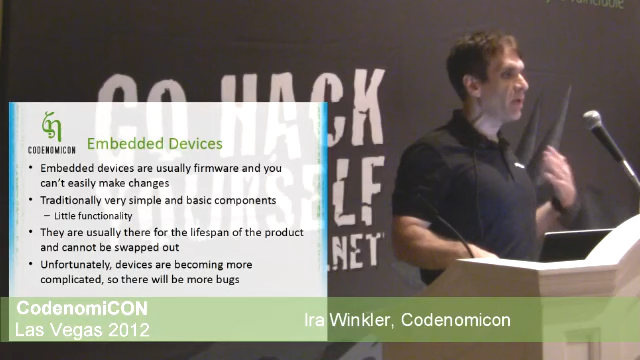 GO HACK
YOURSELF
.NET
CODENOMICON
Embedded Devices
• Embedded devices are usually firmware and you
can't easily make changes
• Traditionally very simple and basic components
– Little functionality
• They are usually there for the lifespan of the product
and cannot be swapped out
• Unfortunately, devices are becoming more
complicated, so there will be more bugs
CodenomiCON
Las Vegas 2012
Ira Winkler, Codenomicon